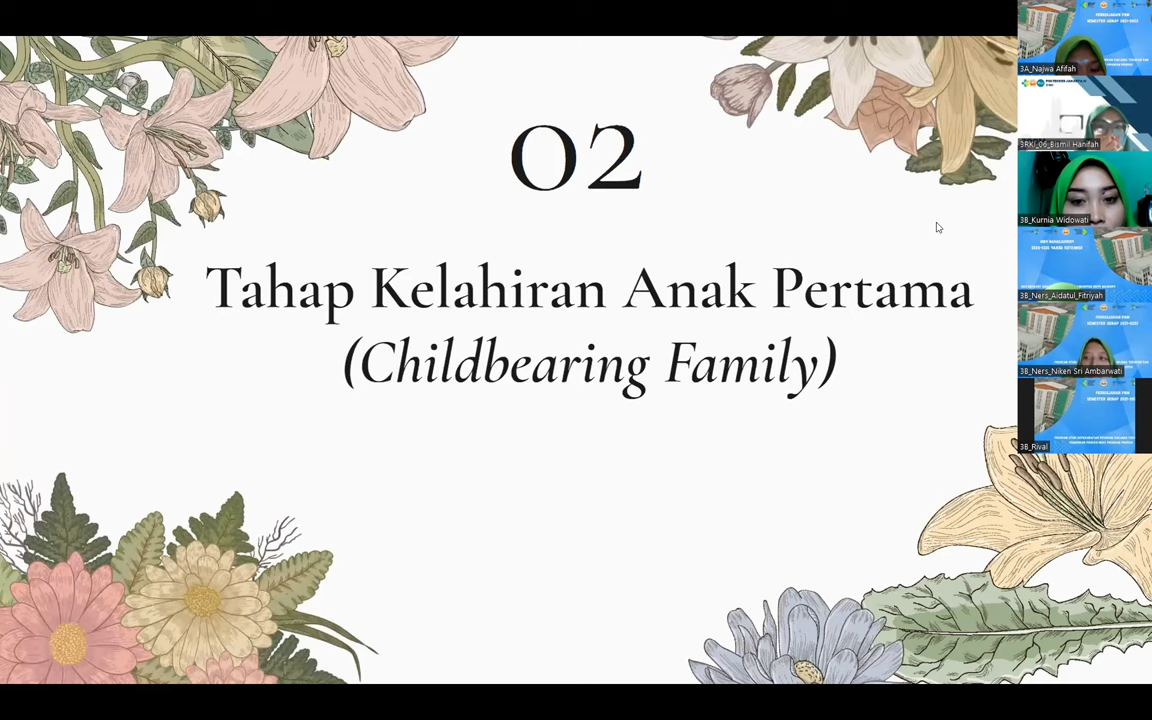 02
Tahap Kelahiran Anak Pertama
(Childbearing Family)
3A_Najwa Afifah
3RKI_06_Bismil Hanifah
3B_Kurnia Widowati
3B_Ners_Aidatul_Fitriyah
3B_Ners_Niken Sri Ambarwati
3B_Rival